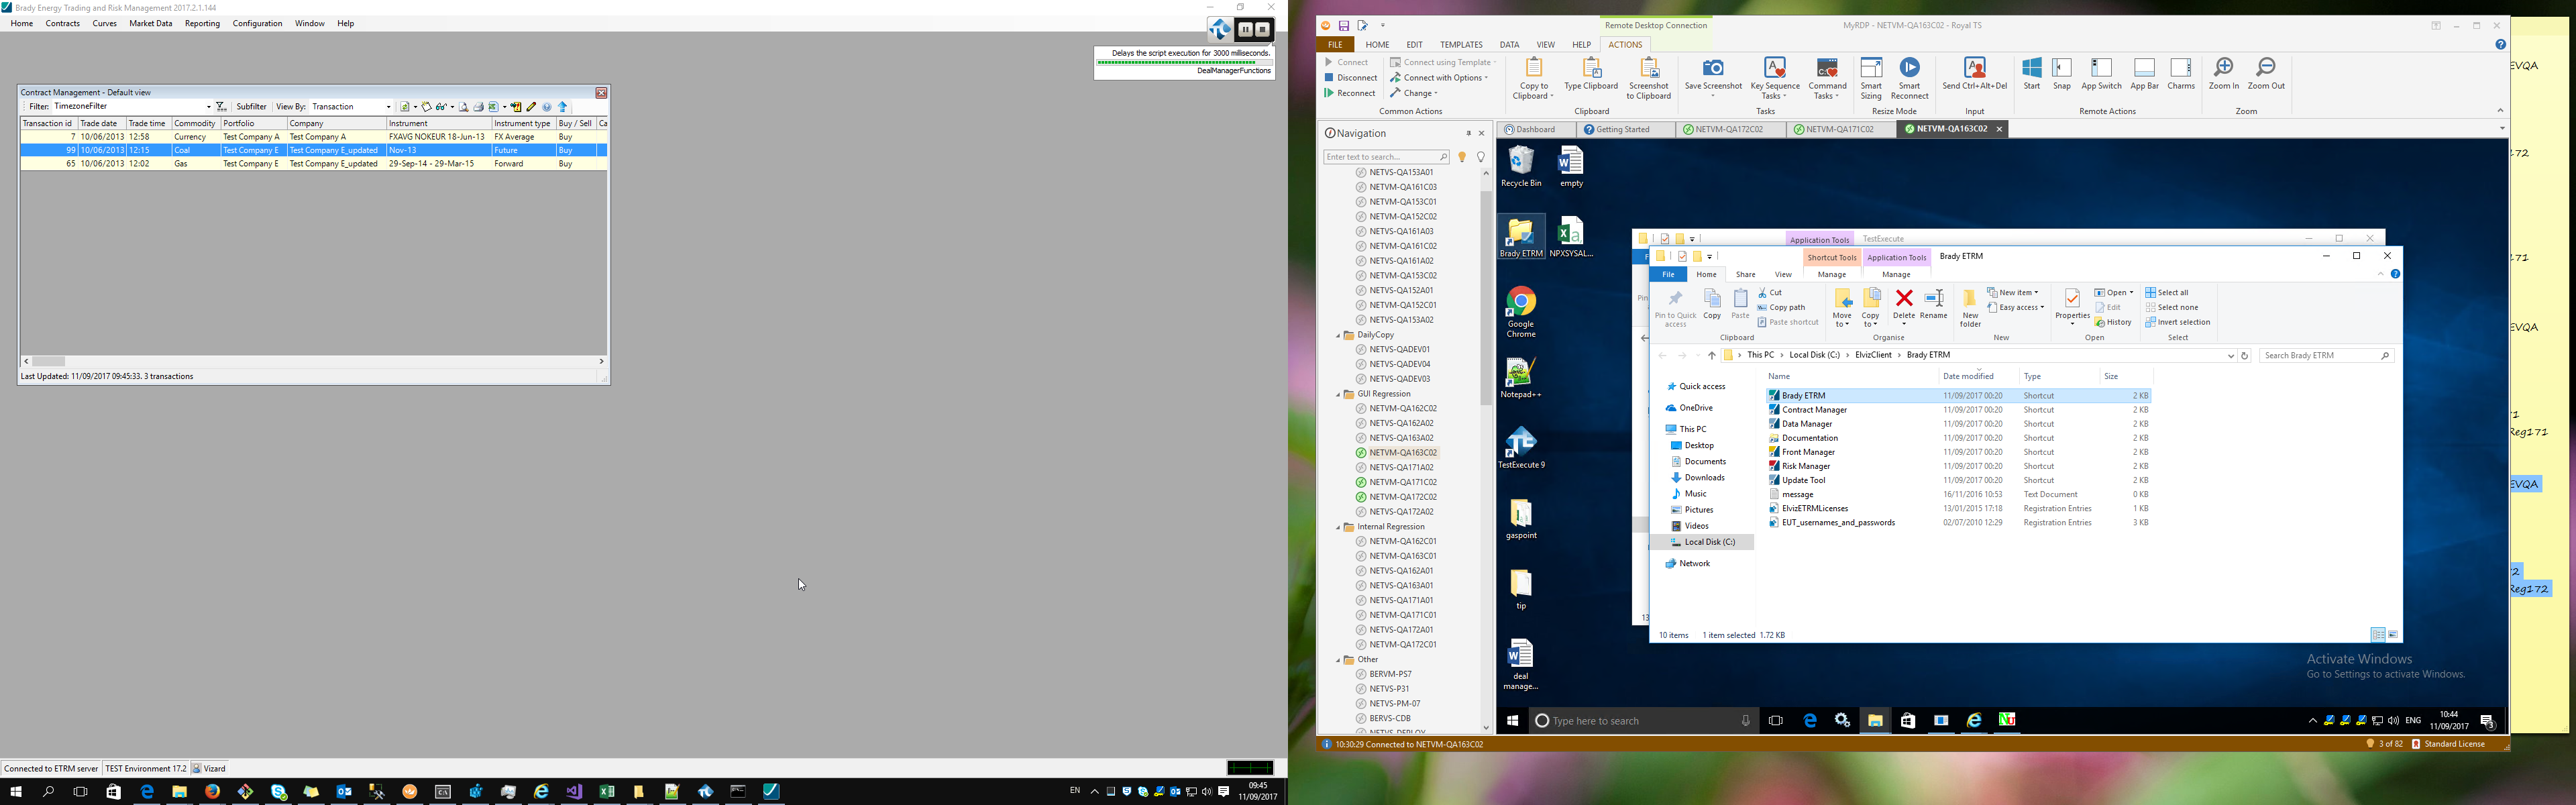 Brady Energy Trading and Risk Management 2017.2.1.144
Home Contracts Curves Market Data Reporting Configuration Window Help
Delays the script execution for 3000 milliseconds.
DealManagerFunctions
Contract Management - Default view
Filter: TimezoneFilter Subfilter View By: Transaction
Transaction id Trade date Trade time Commodity Portfolio Company Instrument Instrument type Buy / Sell Ca
7 10/06/2013 12:58 Currency Test Company A Test Company A FXAVG NOKEUR 18-Jun-13 FX Average Buy
99 10/06/2013 12:15 Coal Test Company E Test Company E_updated Nov-13 Future Buy
65 10/06/2013 12:02 Gas Test Company E Test Company E_updated 29-Sep-14 - 29-Mar-15 Forward Buy
Last Updated: 11/09/2017 09:45:33. 3 transactions
Connected to ETRM server TEST Environment 17.2 Vizard
EN 09:45
11/09/2017
Remote Desktop Connection MyRDP - NETVM-QA163C02 - Royal TS
FILE HOME EDIT TEMPLATES DATA VIEW HELP ACTIONS
Connect Connect using Template
Disconnect Connect with Options
Reconnect Change
Common Actions
Copy to Clipboard Type Clipboard Screenshot to Clipboard
Clipboard
Save Screenshot Key Sequence Tasks Command Tasks
Tasks
Smart Sizing Smart Reconnect
Resize Mode
Send Ctrl+Alt+Del
Input
Start Snap App Switch App Bar Charms
Remote Actions
Zoom In Zoom Out
Zoom
Navigation
Enter text to search...
NETVS-QA153A01
NETVM-QA161C03
NETVM-QA153C01
NETVM-QA152C02
NETVS-QA161A03
NETVM-QA161C02
NETVS-QA161A02
NETVM-QA153C02
NETVS-QA152A01
NETVM-QA152C01
NETVS-QA153A02
DailyCopy
NETVS-QADEV01
NETVS-QADEV04
NETVS-QADEV03
GUI Regression
NETVM-QA162C02
NETVS-QA162A02
NETVS-QA163A02
NETVM-QA163C02
NETVS-QA171A02
NETVM-QA171C02
NETVM-QA172C02
NETVS-QA172A02
Internal Regression
NETVM-QA162C01
NETVM-QA163C01
NETVS-QA162A01
NETVS-QA163A01
NETVS-QA171A01
NETVM-QA171C01
NETVS-QA172A01
NETVM-QA172C01
Other
BERVM-PS7
NETVS-P31
NETVS-PM-07
BERVS-CDB
NETVS-DEPLOY
Dashboard Getting Started NETVM-QA172C02 NETVM-QA171C02 NETVM-QA163C02
Recycle Bin
empty
Brady ETRM
NPXSYSAL...
Google Chrome
Notepad++
TestExecute 9
gaspoint
tip
deal manage...
Application Tools TestExecute
Shortcut Tools Application Tools Brady ETRM
File Home Share View Manage Manage
Pin to Quick access Copy Paste
Cut
Copy path
Paste shortcut
Clipboard
Move to Copy to Delete Rename
Organise
New folder
New item
Easy access
New
Properties
Open
Edit
History
Open
Select all
Select none
Invert selection
Select
This PC Local Disk (C:) ElvizClient Brady ETRM
Search Brady ETRM
Quick access
OneDrive
This PC
Desktop
Documents
Downloads
Music
Pictures
Videos
Local Disk (C:)
Network
Name Date modified Type Size
Brady ETRM 11/09/2017 00:20 Shortcut 2 KB
Contract Manager 11/09/2017 00:20 Shortcut 2 KB
Data Manager 11/09/2017 00:20 Shortcut 2 KB
Documentation 11/09/2017 00:20 Shortcut 2 KB
Front Manager 11/09/2017 00:20 Shortcut 2 KB
Risk Manager 11/09/2017 00:20 Shortcut 2 KB
Update Tool 11/09/2017 00:20 Shortcut 2 KB
message 16/11/2016 10:53 Text Document 0 KB
ElvizETRMLicenses 13/01/2015 17:18 Registration Entries 1 KB
EUT_usernames_and_passwords 02/07/2010 12:29 Registration Entries 3 KB
10 items 1 item selected 1.72 KB
13
Activate Windows
Go to Settings to activate Windows.
Type here to search
ENG 10:44
11/09/2017
3
10:30:29 Connected to NETVM-QA163C02
3 of 82 Standard License
EVQA
172
171
EVQA
Reg171
EVQA
Reg172